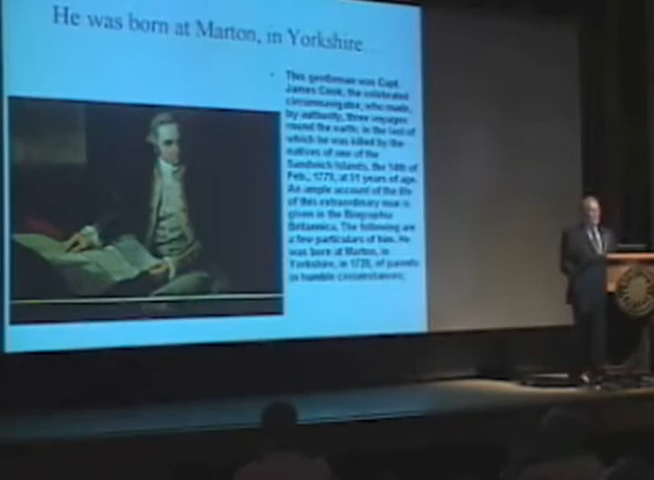 He was born at Marton, in Yorkshire...
• This gentleman was Capt.
James Cook, the celebrated
circumnavigator, who made,
by authority, three voyages
round the earth; in the last of
which he was killed by the
natives of one of the
Sandwich Islands, the 14th of
Feb., 1779, at 51 years of age.
An ample account of the life
of this extraordinary man is
given in the Biographia
Britannica. The following are
a few particulars of him. He
was born at Marton, in
Yorkshire, in 1728, of parents
in humble circumstances;